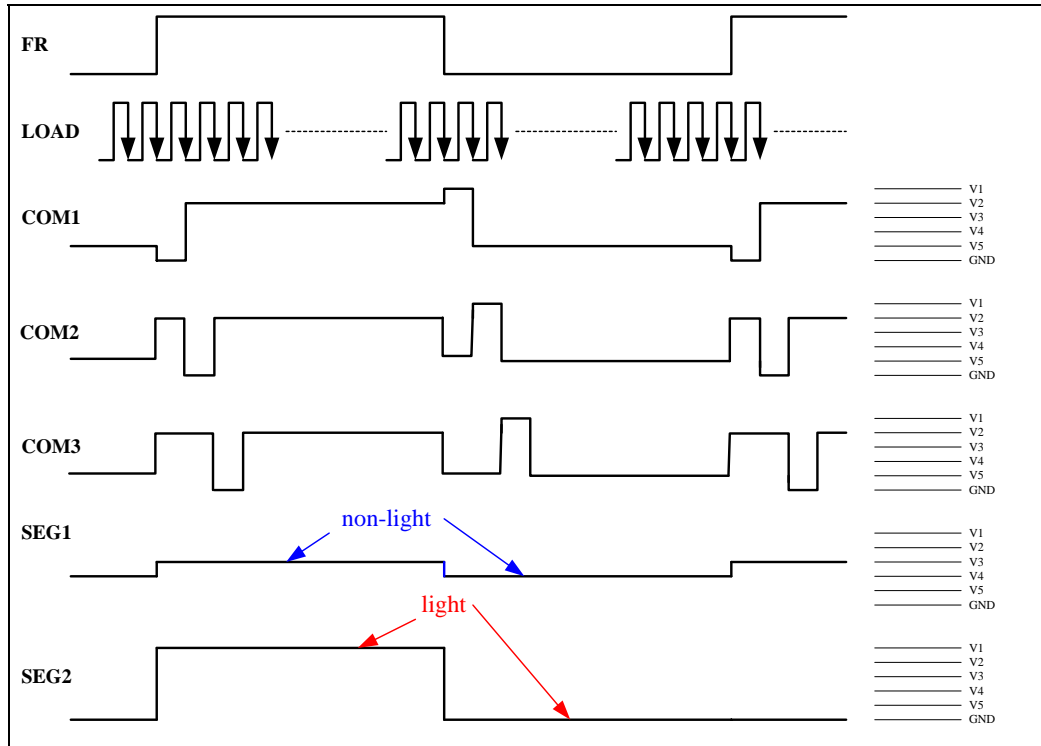 FR
LOAD
COM1
V1
V2
V3
V4
V5
GND
COM2
V1
V2
V3
V4
V5
GND
COM3
V1
V2
V3
V4
V5
GND
SEG1
non-light
V1
V2
V3
V4
V5
GND
light
SEG2
V1
V2
V3
V4
V5
GND